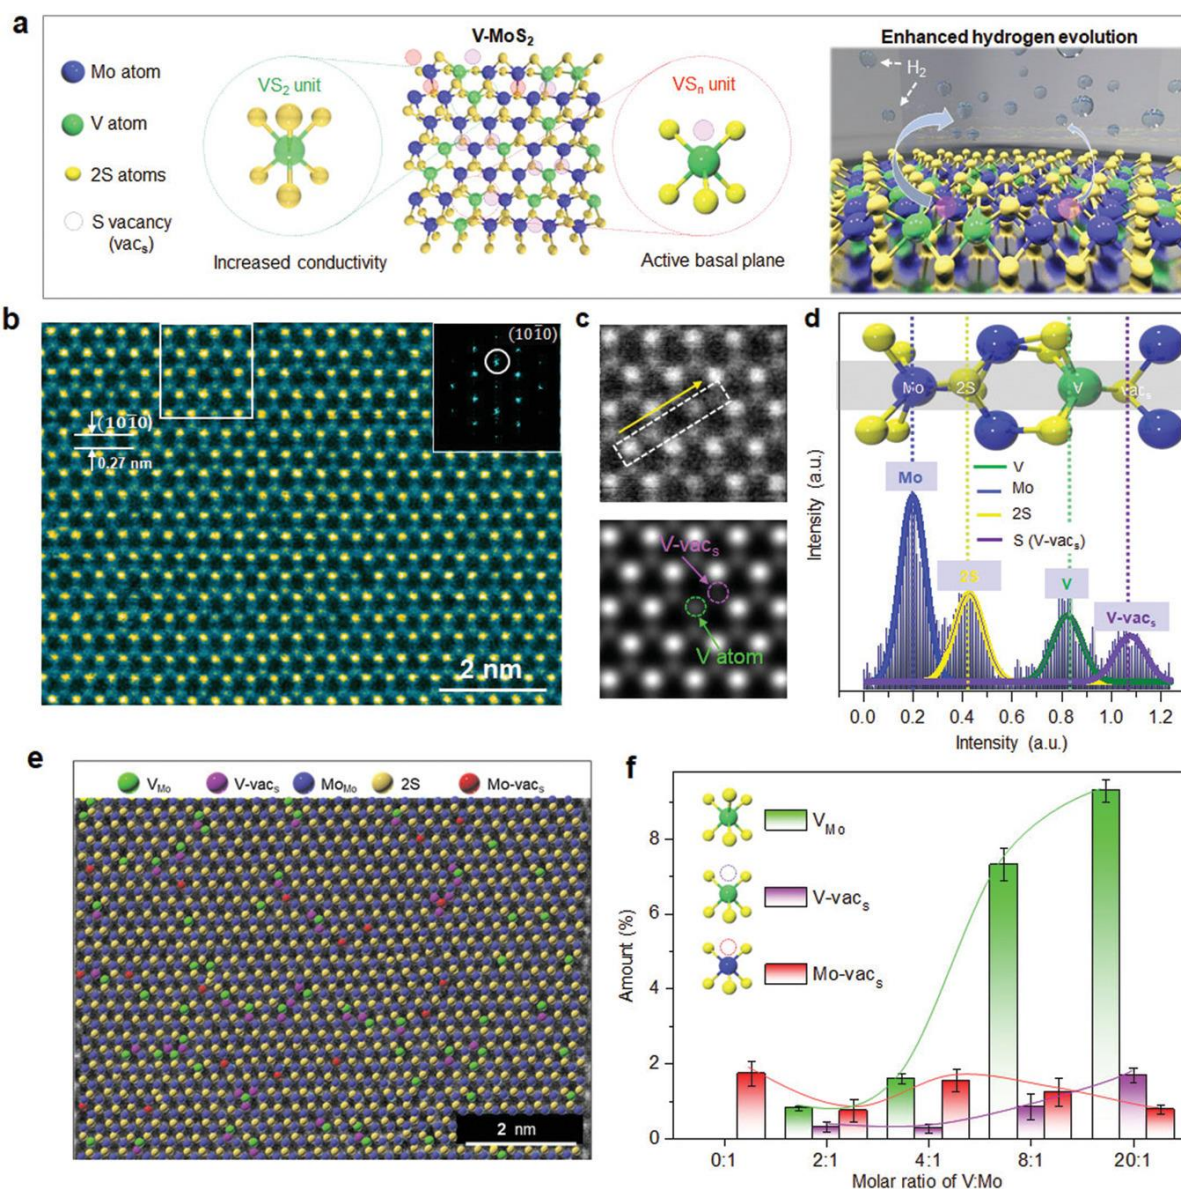 a
V-MoS2
Enhanced hydrogen evolution
Mo atom
V atom
2S atoms
S vacancy
(vacs)
VS2 unit
Increased conductivity
VSn unit
Active basal plane
H2
b
(101̄0)
(101̄0)
0.27 nm
2 nm
c
V-vacs
V atom
d
Mo
2S
V
vacs
Intensity (a.u.)
Mo
2S
V
V-vacs
V
Mo
2S
S (V-vacs)
0.0 0.2 0.4 0.6 0.8 1.0 1.2
Intensity (a.u.)
e
VMo V-vacs MoMo 2S Mo-vacs
2 nm
f
VMo
V-vacs
Mo-vacs
Amount (%)
8
6
4
2
0
0:1 2:1 4:1 8:1 20:1
Molar ratio of V:Mo